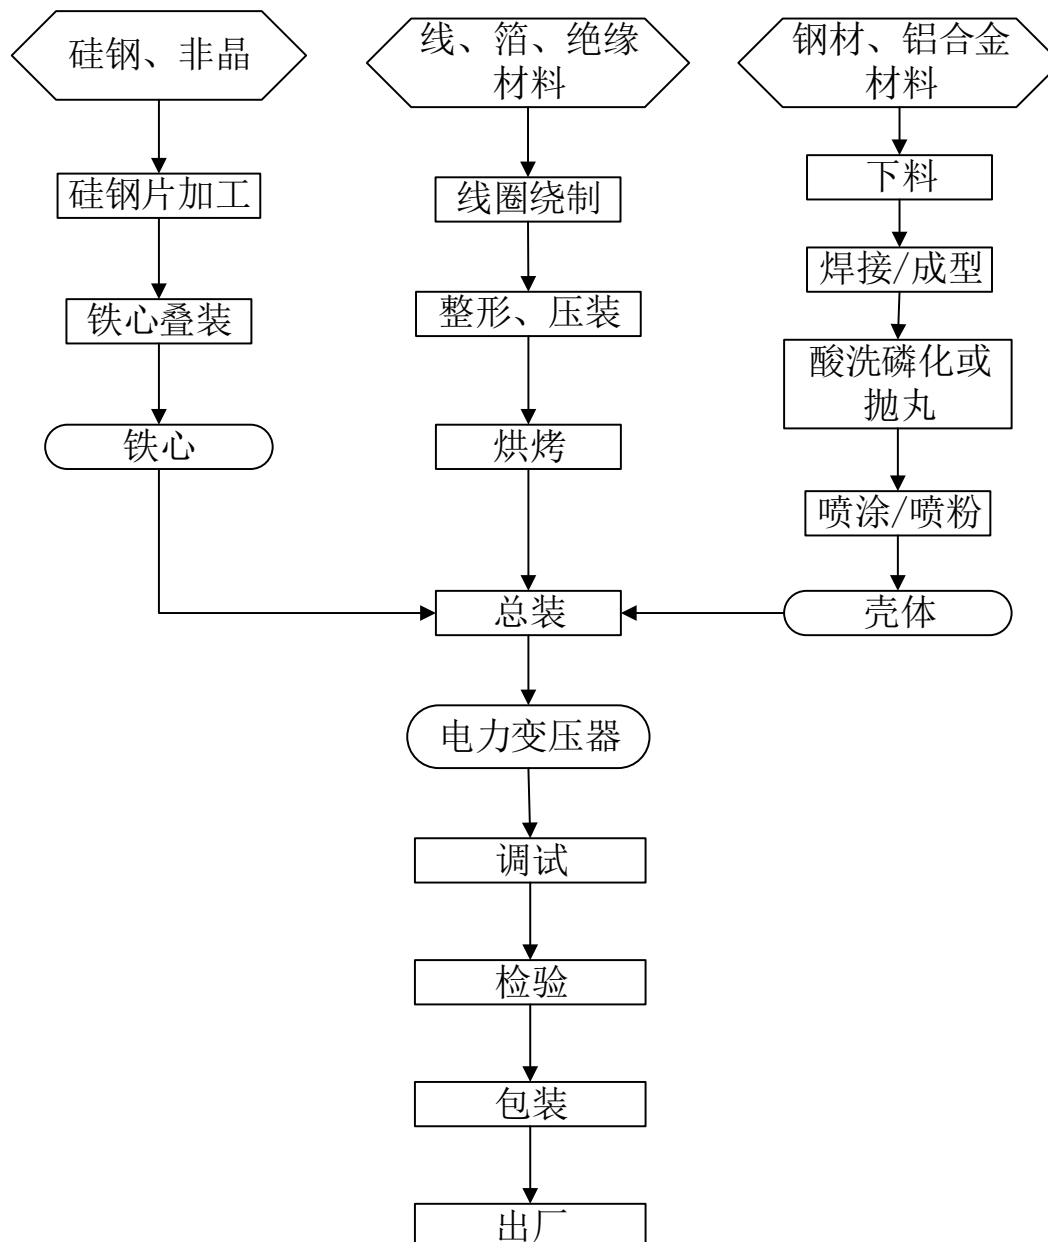 硅钢、非晶
线、箔、绝缘
材料
钢材、铝合金
材料
硅钢片加工
线圈绕制
下料
铁心叠装
整形、压装
焊接/成型
酸洗磷化或
抛丸
铁心
烘烤
喷涂/喷粉
总装
壳体
电力变压器
调试
检验
包装
出厂